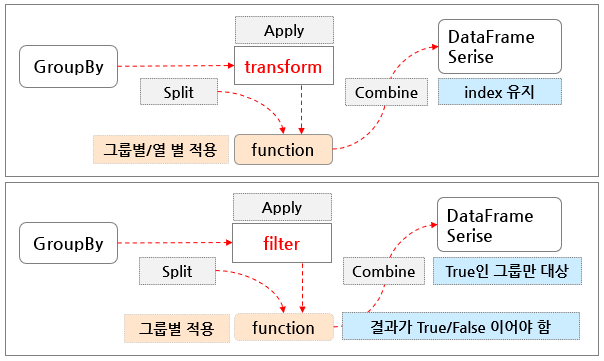 Apply
DataFrame
Serise
GroupBy
transform
Split
Combine
index 유지
그룹별/열 별 적용
function
Apply
DataFrame
Serise
GroupBy
filter
Split
Combine
True인 그룹만 대상
그룹별 적용
function
결과가 True/False 이어야 함